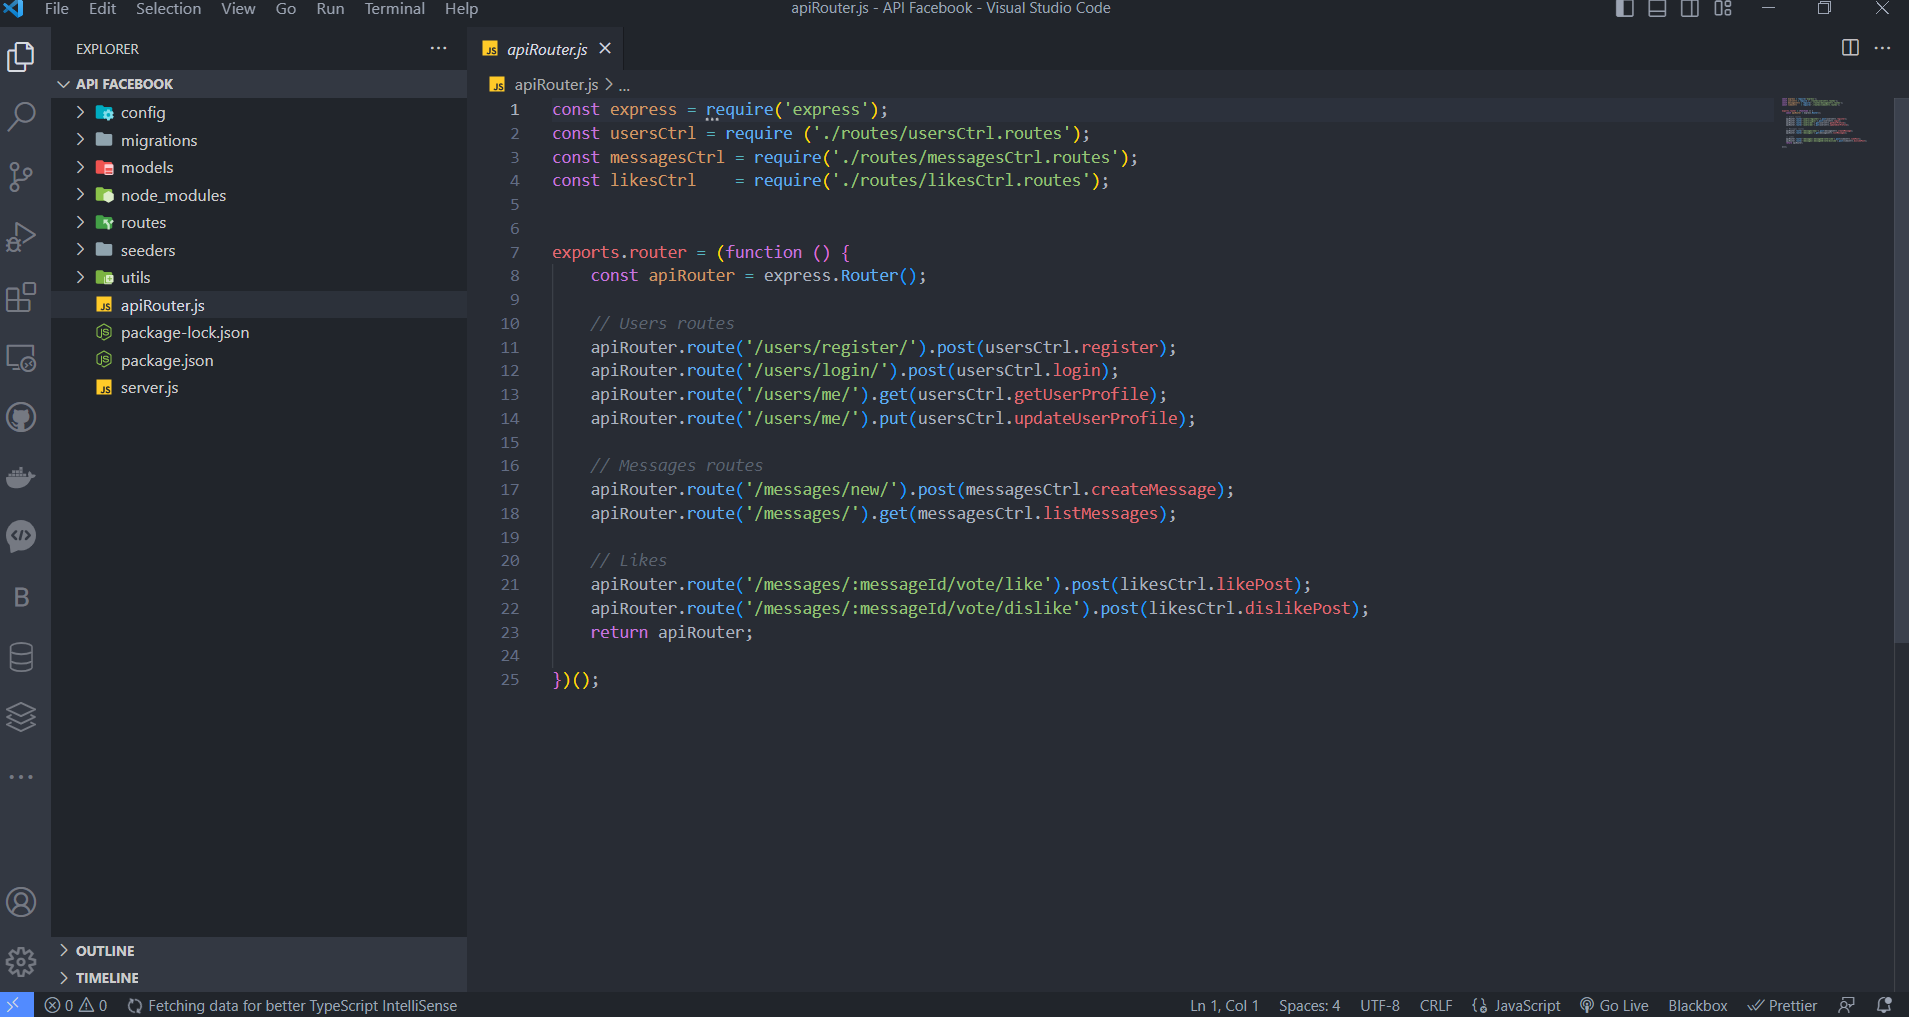 File Edit Selection View Go Run Terminal Help
apiRouter.js - API Facebook - Visual Studio Code
EXPLORER
API FACEBOOK
config
migrations
models
node_modules
routes
seeders
utils
apiRouter.js
package-lock.json
package.json
server.js
OUTLINE
TIMELINE
JS apiRouter.js
JS apiRouter.js > ...
1 const express = require('express');
2 const usersCtrl = require ('./routes/usersCtrl.routes');
3 const messagesCtrl = require('./routes/messagesCtrl.routes');
4 const likesCtrl    = require('./routes/likesCtrl.routes');
5
6
7 exports.router = (function () {
8     const apiRouter = express.Router();
9
10     // Users routes
11     apiRouter.route('/users/register/').post(usersCtrl.register);
12     apiRouter.route('/users/login/').post(usersCtrl.login);
13     apiRouter.route('/users/me/').get(usersCtrl.getUserProfile);
14     apiRouter.route('/users/me/').put(usersCtrl.updateUserProfile);
15
16     // Messages routes
17     apiRouter.route('/messages/new/').post(messagesCtrl.createMessage);
18     apiRouter.route('/messages/').get(messagesCtrl.listMessages);
19
20     // Likes
21     apiRouter.route('/messages/:messageId/vote/like').post(likesCtrl.likePost);
22     apiRouter.route('/messages/:messageId/vote/dislike').post(likesCtrl.dislikePost);
23     return apiRouter;
24
25 })();
0 0 Fetching data for better TypeScript IntelliSense
Ln 1, Col 1 Spaces: 4 UTF-8 CRLF JavaScript Go Live Blackbox Prettier